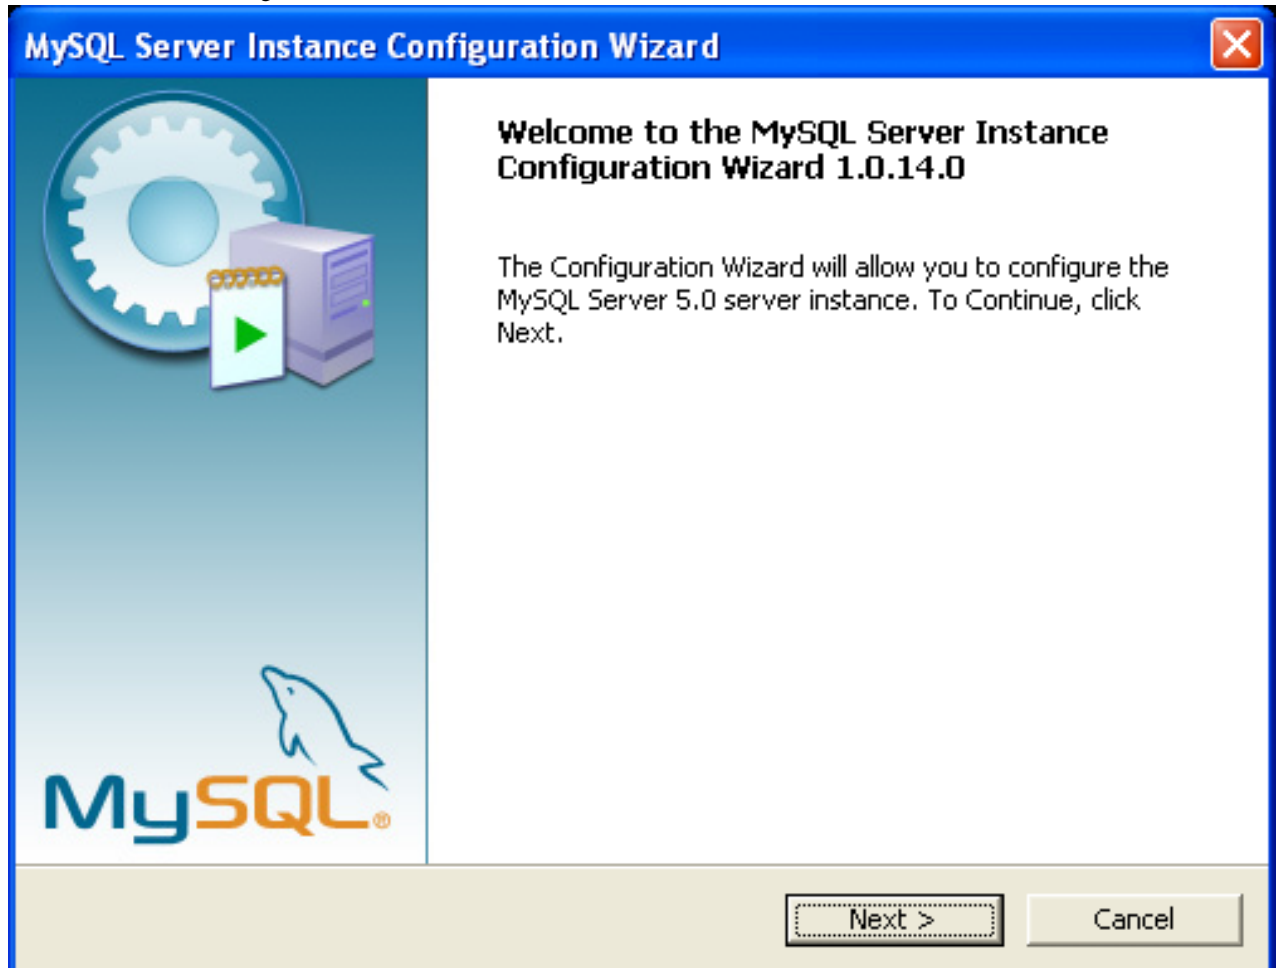 MySQL Server Instance Configuration Wizard
Welcome to the MySQL Server Instance
Configuration Wizard 1.0.14.0
The Configuration Wizard will allow you to configure the
MySQL Server 5.0 server instance. To Continue, click
Next.
MySQL®
Next >
Cancel